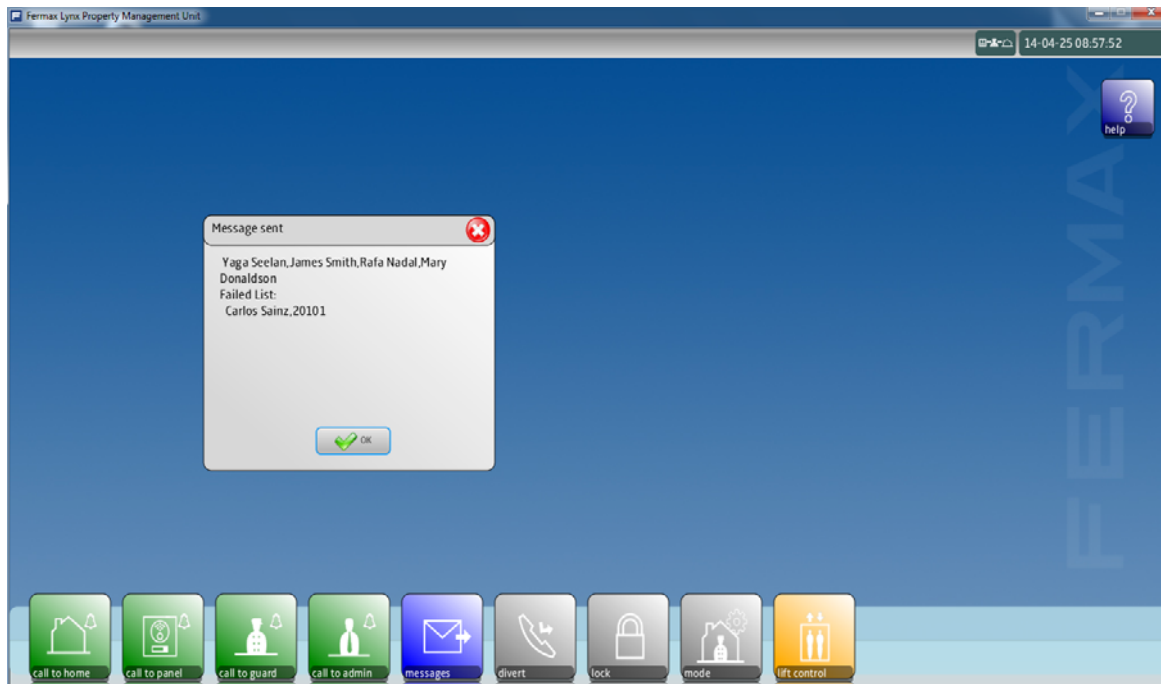 Fermax Lynx Property Management Unit
14-04-25 08:57:52
help
FERMAX
Message sent
Yaga Seelan,James Smith,Rafa Nadal,Mary
Donaldson
Failed List:
Carlos Sainz,20101
OK
call to home
call to panel
call to guard
call to admin
messages
divert
lock
mode
lift control